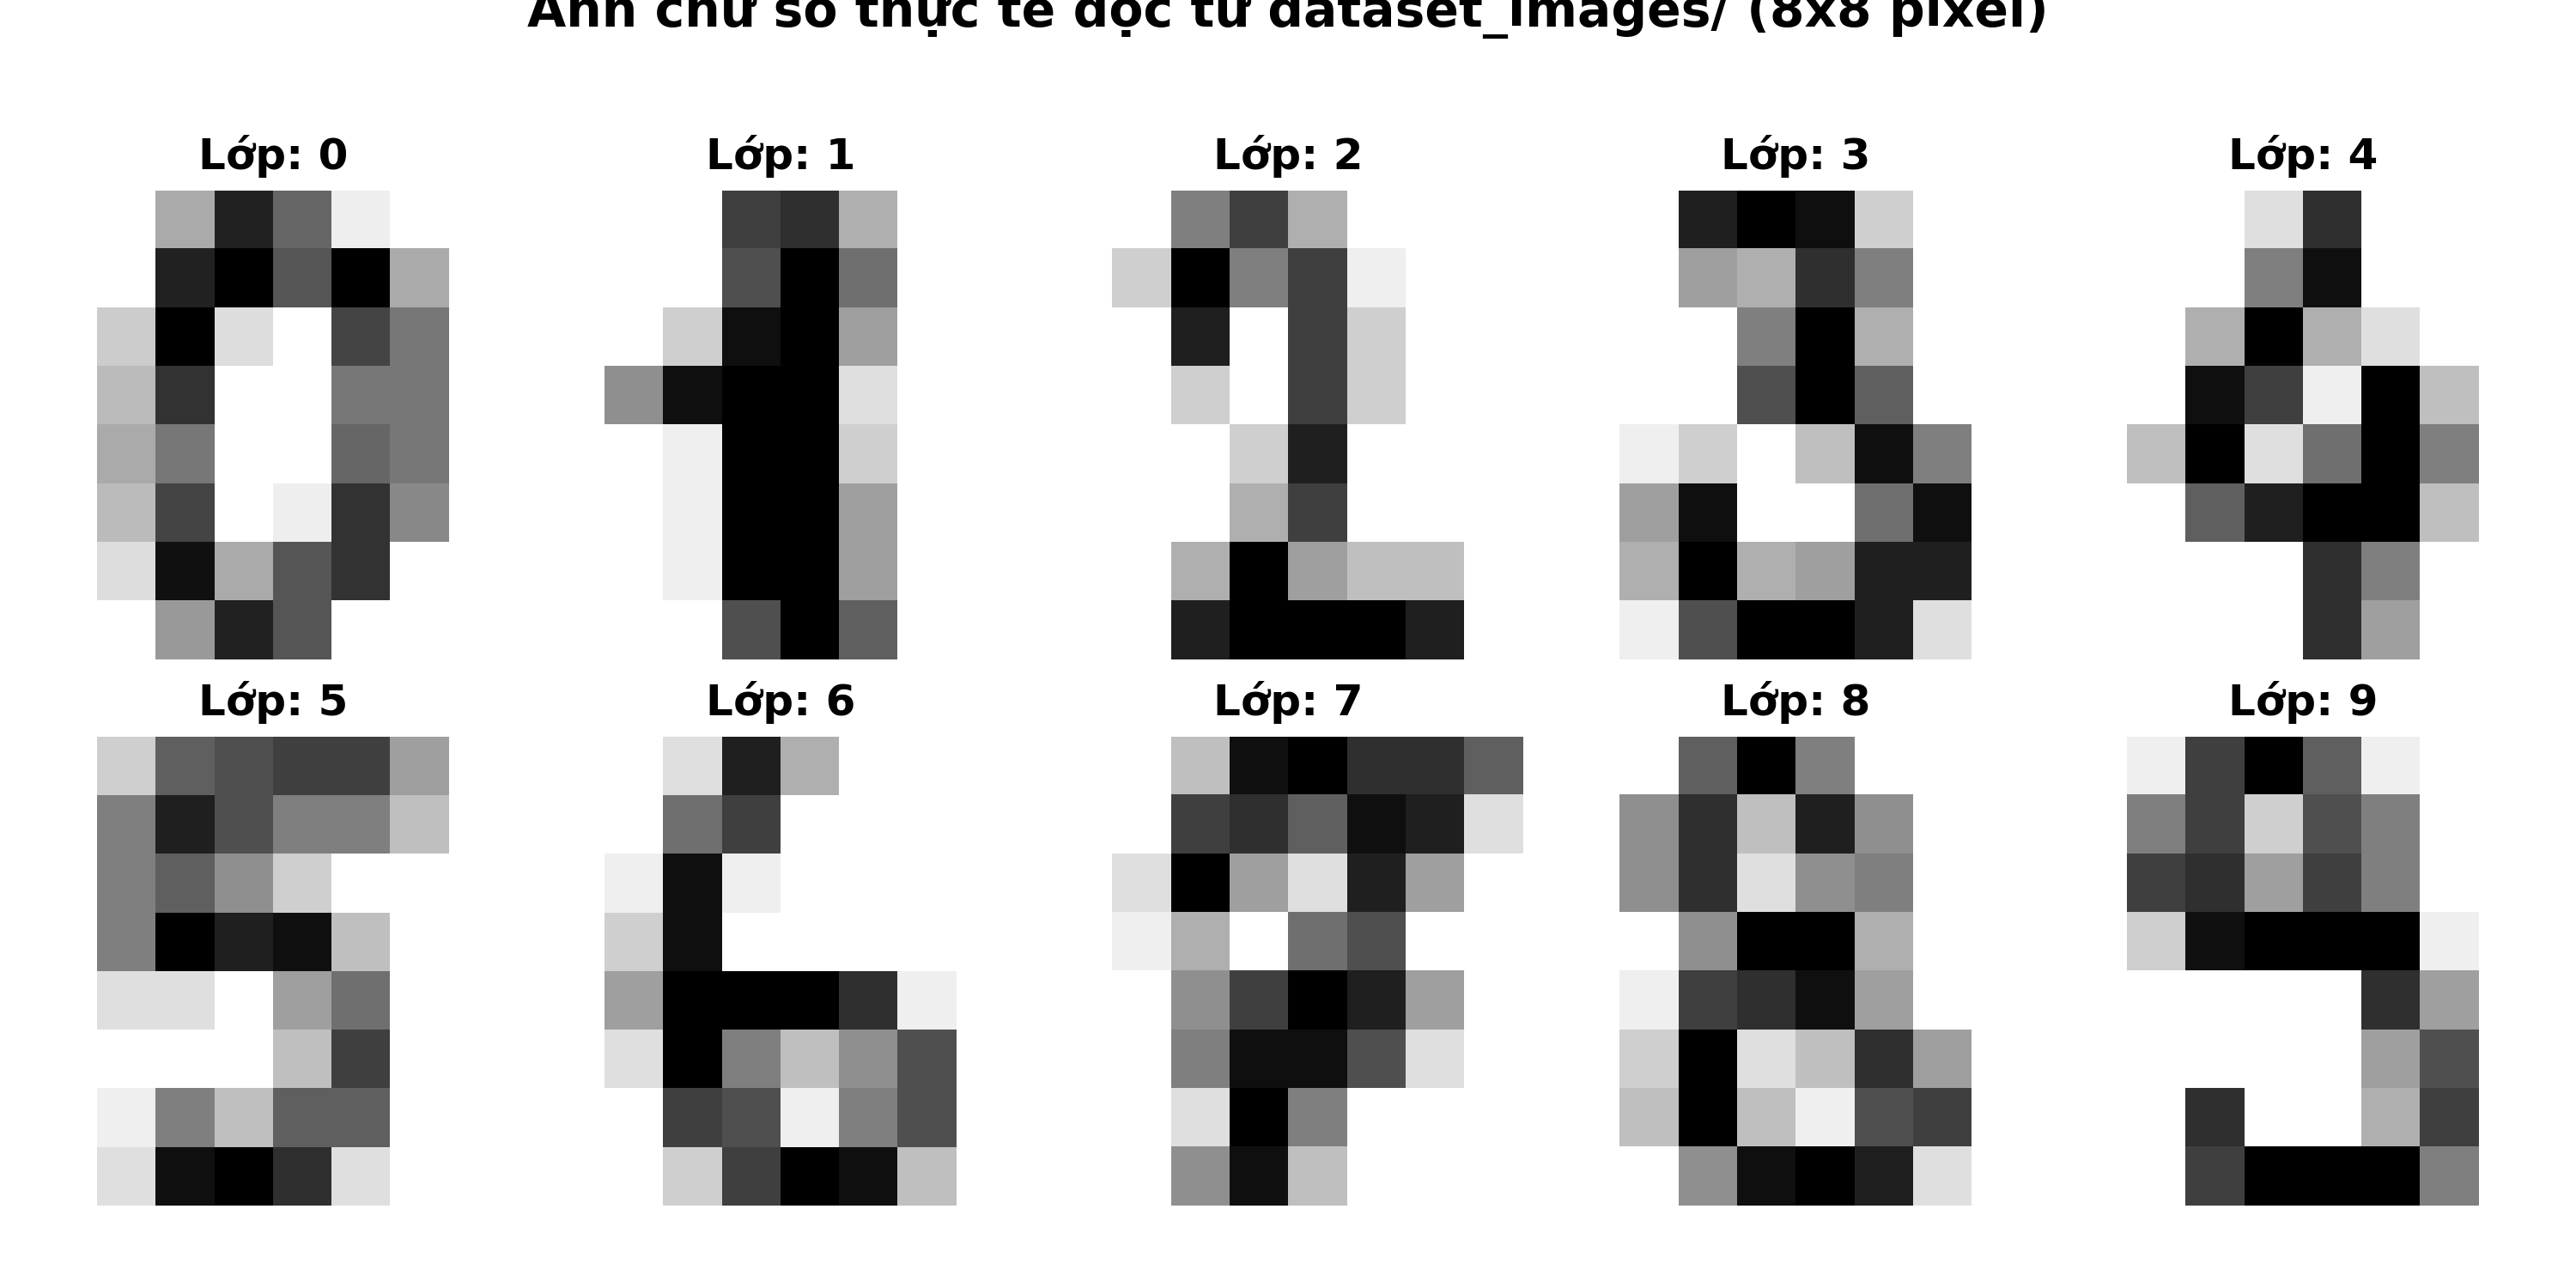 Ảnh chữ số thực tế đọc từ dataset_images/ (8x8 pixel)
Lớp: 0
Lớp: 1
Lớp: 2
Lớp: 3
Lớp: 4
Lớp: 5
Lớp: 6
Lớp: 7
Lớp: 8
Lớp: 9